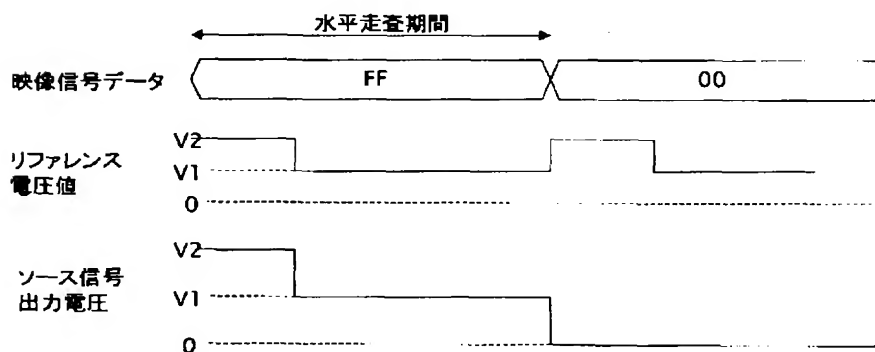 水平走査期間
映像信号データ
FF
00
リファレンス
電圧値
V2
V1
0
ソース信号
出力電圧
V2
V1
0